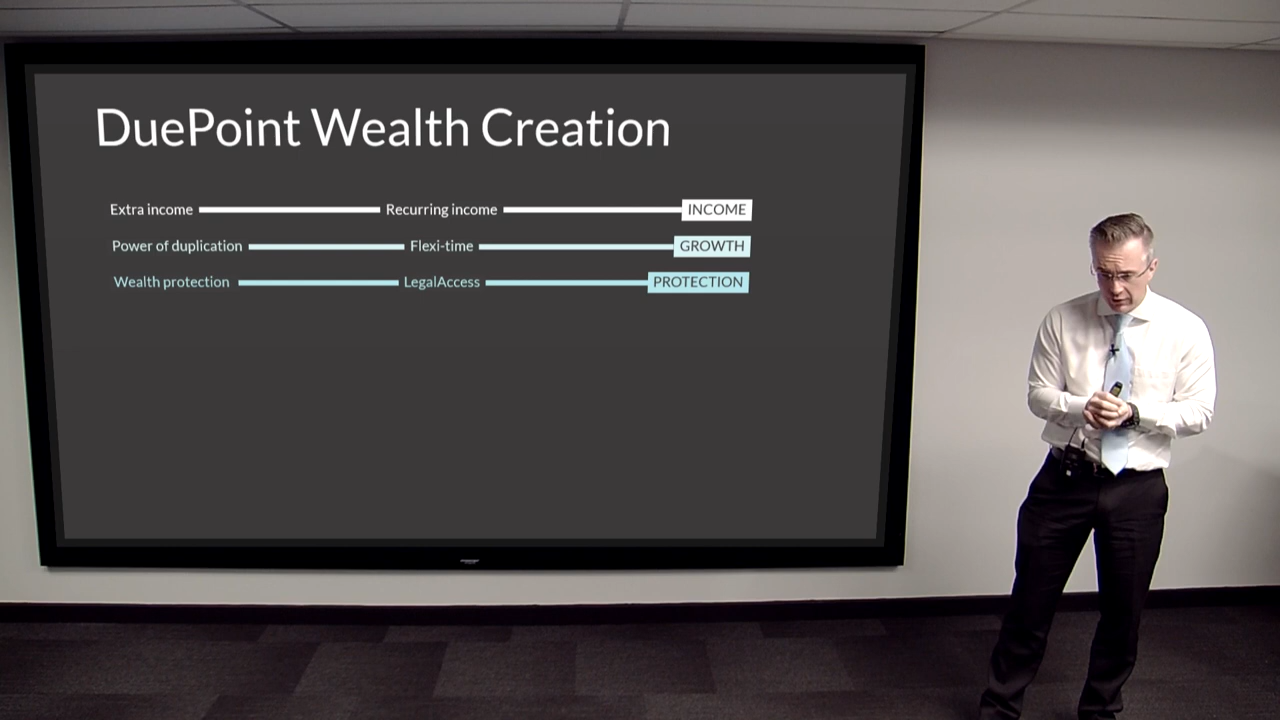 DuePoint Wealth Creation
Extra income Recurring income INCOME
Power of duplication Flexi-time GROWTH
Wealth protection LegalAccess PROTECTION